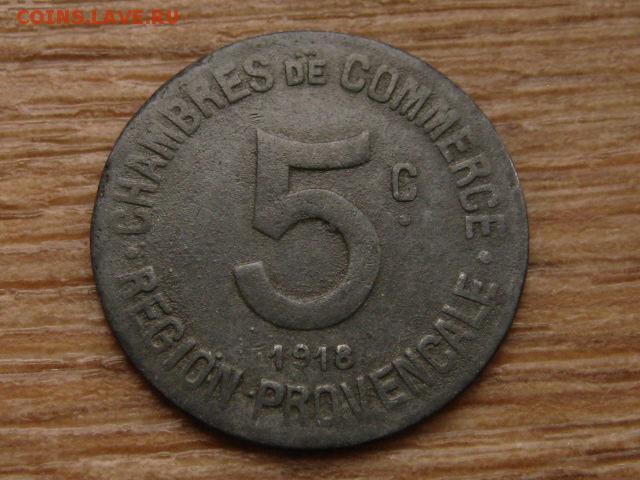 COINS.LAVE.RU
CHAMBRES DE COMMERCE
5 C.
1918
REGION-PROVENCALE